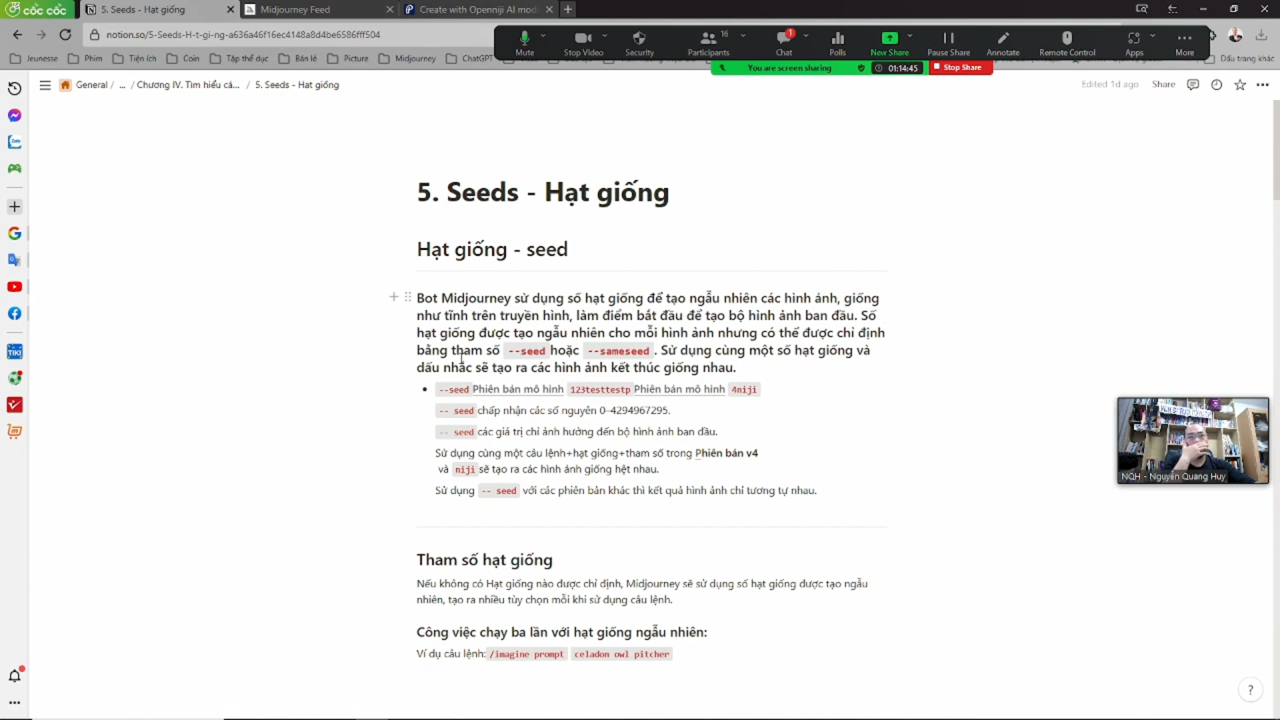 cốc cốc
5. Seeds - Hạt giống
Midjourney Feed
Create with Openniji AI mod
notion.so/5-Seeds-H-t-gi-ng-a636a46f16ec4148a8d4be6586fff504
Mute
Stop Video
Security
16
Participants
1
Chat
Polls
New Share
Pause Share
Annotate
Remote Control
Apps
More
Jeunesse
Phim
Tiện ích
Coin
Tập thể dục
Bán lẻ
Picture
Midjourney
ChatGPT
Dấu trang khác
You are screen sharing
01:14:45
Stop Share
General / ... / Chương IV. Tìm hiểu cá... / 5. Seeds - Hạt giống
Edited 1d ago
Share
5. Seeds - Hạt giống
Hạt giống - seed
Bot Midjourney sử dụng số hạt giống để tạo ngẫu nhiên các hình ảnh, giống
như tĩnh trên truyền hình, làm điểm bắt đầu để tạo bộ hình ảnh ban đầu. Số
hạt giống được tạo ngẫu nhiên cho mỗi hình ảnh nhưng có thể được chỉ định
bằng tham số --seed hoặc --sameseed. Sử dụng cùng một số hạt giống và
dấu nhắc sẽ tạo ra các hình ảnh kết thúc giống nhau.
--seed Phiên bản mô hình 123testtestp Phiên bản mô hình 4niji
-- seed chấp nhận các số nguyên 0–4294967295.
-- seed các giá trị chỉ ảnh hưởng đến bộ hình ảnh ban đầu.
Sử dụng cùng một câu lệnh+hạt giống+tham số trong Phiên bản v4
và niji sẽ tạo ra các hình ảnh giống hệt nhau.
Sử dụng -- seed với các phiên bản khác thì kết quả hình ảnh chỉ tương tự nhau.
Tham số hạt giống
Nếu không có Hạt giống nào được chỉ định, Midjourney sẽ sử dụng số hạt giống được tạo ngẫu
nhiên, tạo ra nhiều tùy chọn mỗi khi sử dụng câu lệnh.
Công việc chạy ba lần với hạt giống ngẫu nhiên:
Ví dụ câu lệnh: /imagine prompt celadon owl pitcher
NQH - Nguyễn Quang Huy
Zalo
TIKI
?